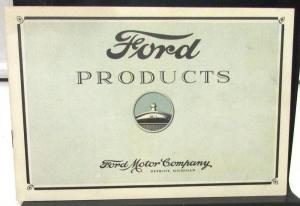 Ford
PRODUCTS
Ford Motor Company
DETROIT, MICHIGAN